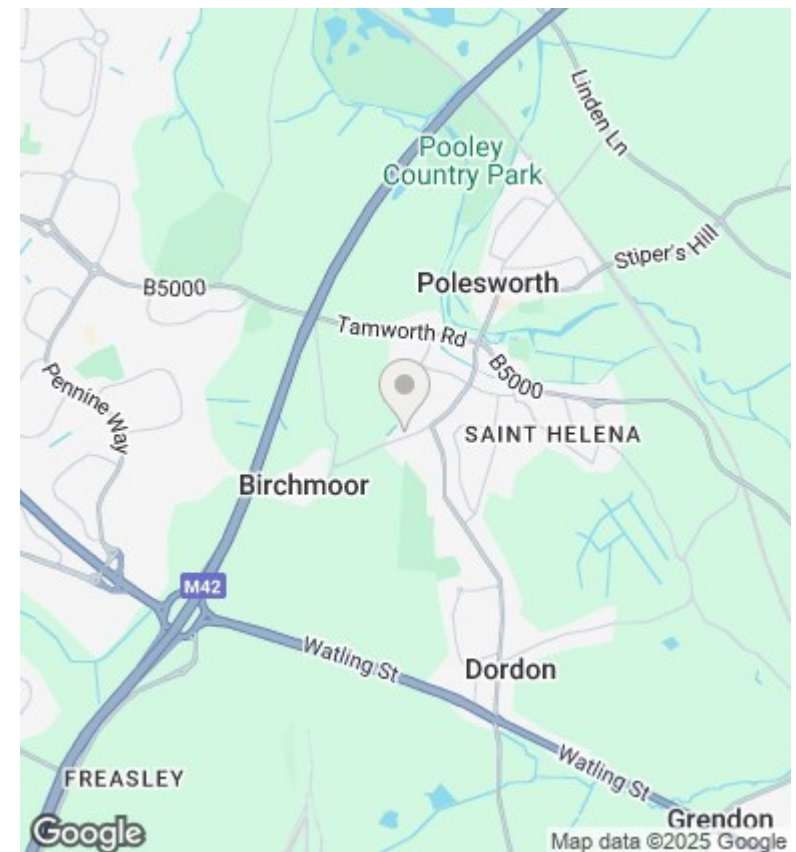 Linden Ln
Pooley
Country Park
Stiper's Hill
Polesworth
B5000
Tamworth Rd
B5000
Pennine Way
SAINT HELENA
Birchmoor
M42
Watling St
Dordon
Watling St
FREASLEY
Grendon
Google
Map data ©2025 Google